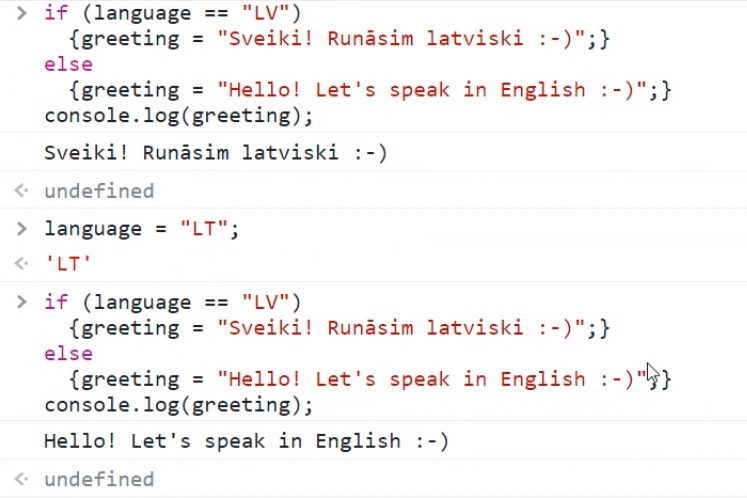 if (language == "LV")
{greeting = "Sveiki! Runāsim latviski :-)";}
else
{greeting = "Hello! Let's speak in English :-)";}
console.log(greeting);
Sveiki! Runāsim latviski :-)
undefined
language = "LT";
'LT'
if (language == "LV")
{greeting = "Sveiki! Runāsim latviski :-)";}
else
{greeting = "Hello! Let's speak in English :-)";}
console.log(greeting);
Hello! Let's speak in English :-)
undefined